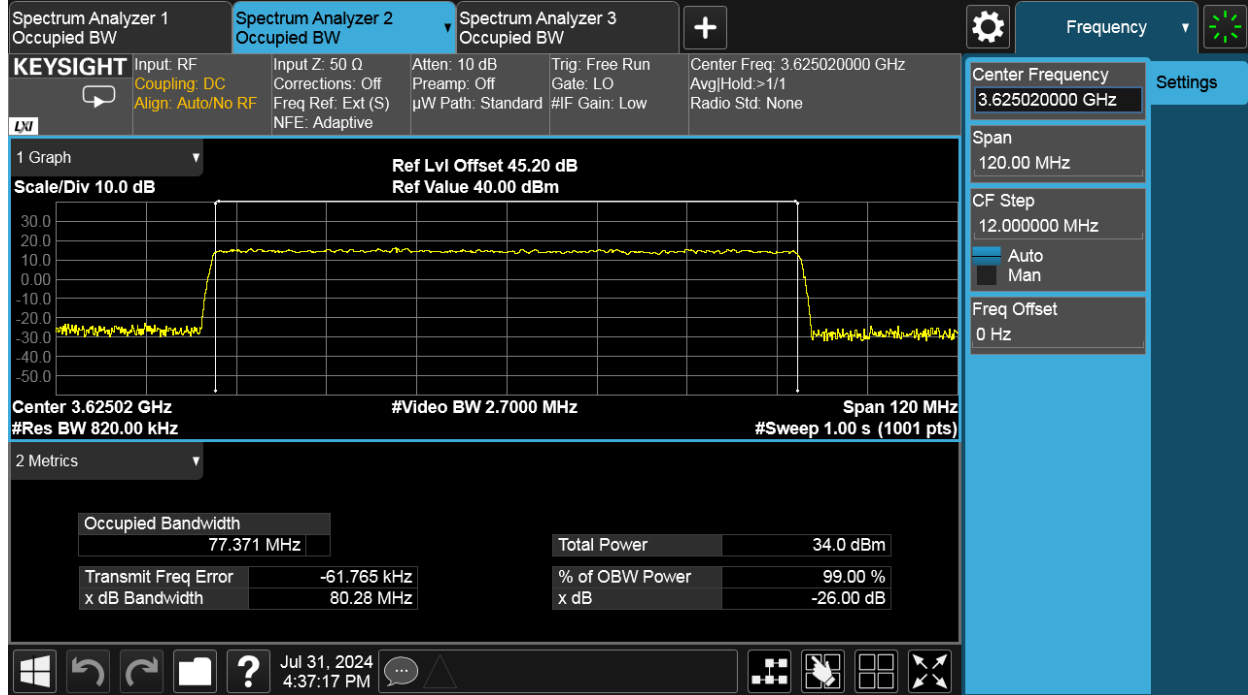 Spectrum Analyzer 1
Occupied BW
Spectrum Analyzer 2
Occupied BW
Spectrum Analyzer 3
Occupied BW
Frequency
KEYSIGHT
LXI
Input: RF
Coupling: DC
Align: Auto/No RF
Input Z: 50 Ω
Corrections: Off
Freq Ref: Ext (S)
NFE: Adaptive
Atten: 10 dB
Preamp: Off
µW Path: Standard
Trig: Free Run
Gate: LO
#IF Gain: Low
Center Freq: 3.625020000 GHz
Avg|Hold:>1/1
Radio Std: None
Center Frequency
3.625020000 GHz
Settings
Span
120.00 MHz
CF Step
12.000000 MHz
Auto
Man
Freq Offset
0 Hz
1 Graph
Scale/Div 10.0 dB
Ref Lvl Offset 45.20 dB
Ref Value 40.00 dBm
30.0
20.0
10.0
0.00
-10.0
-20.0
-30.0
-40.0
-50.0
Center 3.62502 GHz
#Video BW 2.7000 MHz
Span 120 MHz
#Res BW 820.00 kHz
#Sweep 1.00 s (1001 pts)
2 Metrics
Occupied Bandwidth
77.371 MHz
Total Power 34.0 dBm
Transmit Freq Error -61.765 kHz
% of OBW Power 99.00 %
x dB Bandwidth 80.28 MHz
x dB -26.00 dB
?
Jul 31, 2024
4:37:17 PM